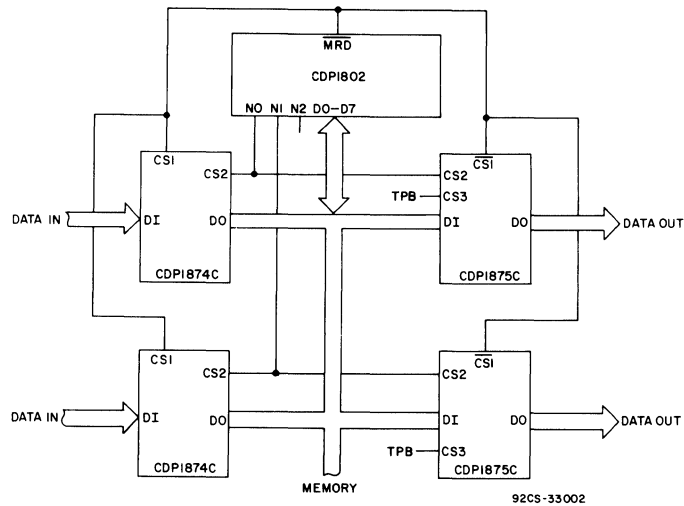 MRD
CDP1802
N0 N1 N2 D0–D7
CS1
CS2
DI
DO
CDP1874C
DATA IN
CS1
CS2
TPB
CS3
DI
DO
CDP1875C
DATA OUT
CS1
CS2
DI
DO
CDP1874C
DATA IN
CS1
CS2
DI
DO
TPB
CS3
CDP1875C
DATA OUT
MEMORY
92CS-33002